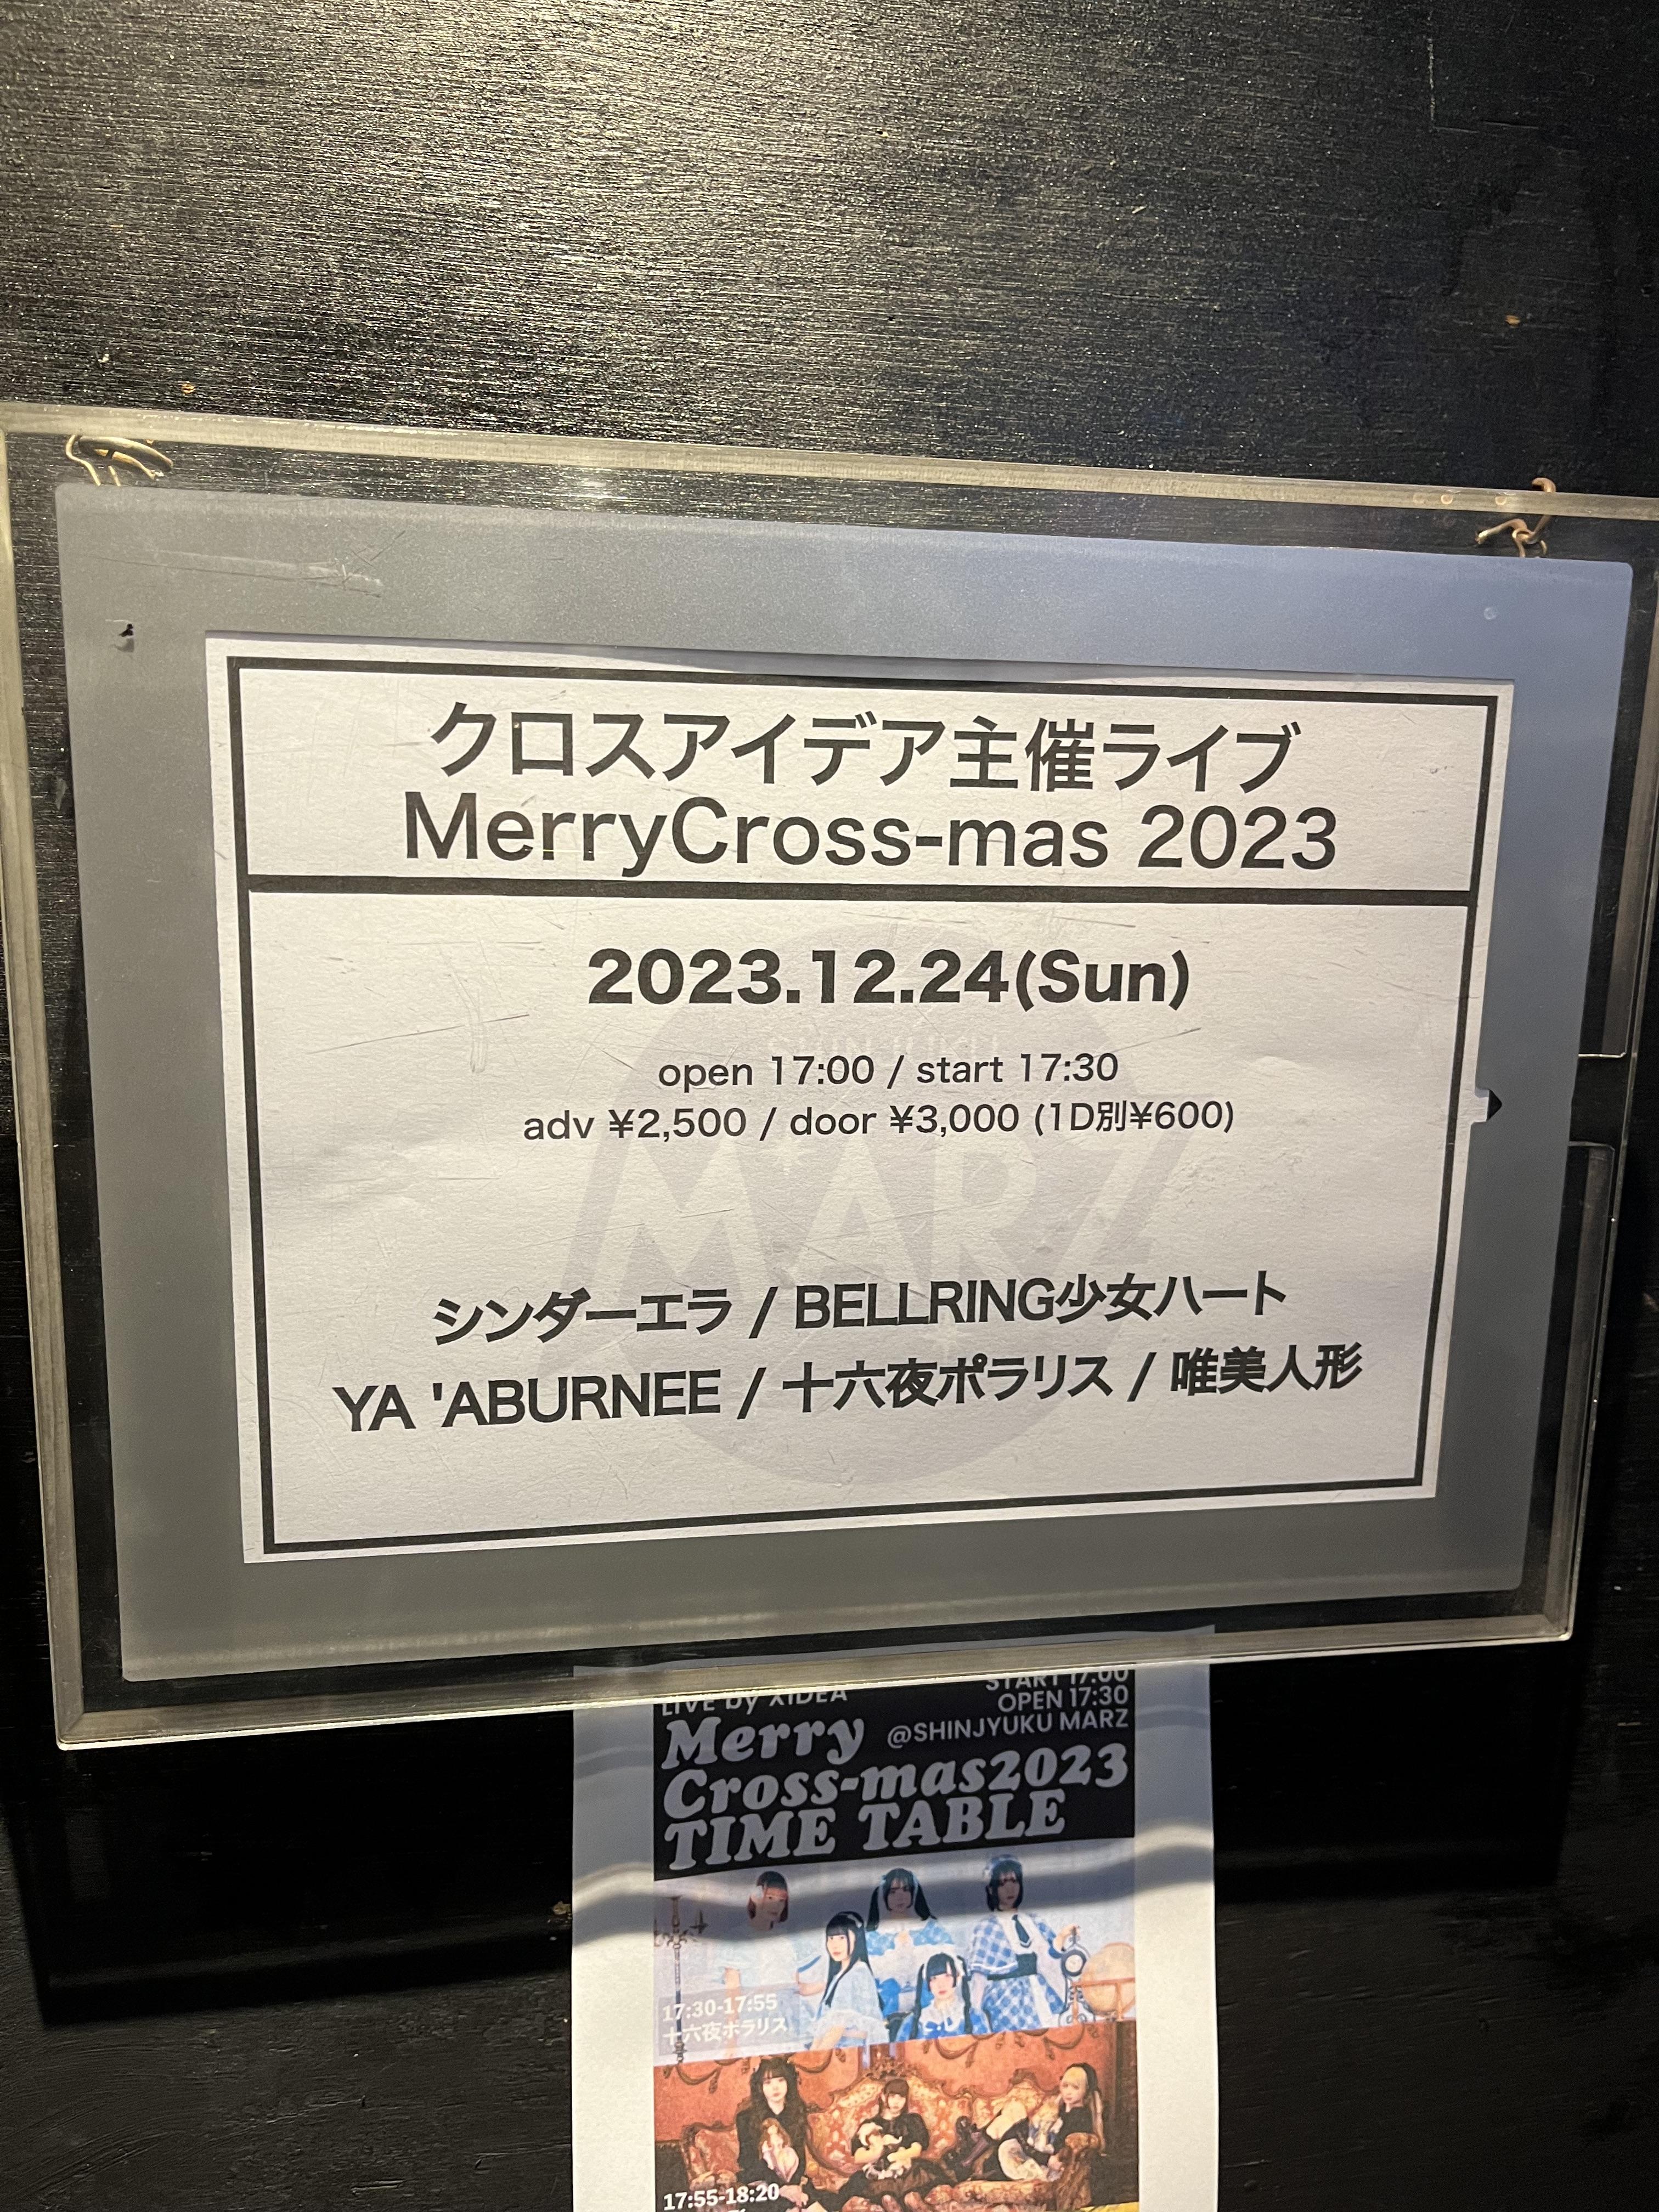 クロスアイデア主催ライブ
MerryCross-mas 2023
2023.12.24(Sun)
open 17:00 / start 17:30
adv ¥2,500 / door ¥3,000 (1D別¥600)
MARZ
シンダーエラ / BELLRING少女ハート
YA 'ABURNEE / 十六夜ポラリス / 唯美人形
LIVE by XIDEA
START 17:00
OPEN 17:30
@SHINJYUKU MARZ
Merry
Cross-mas2023
TIME TABLE
17:30-17:55
十六夜ポラリス
17:55-18:20